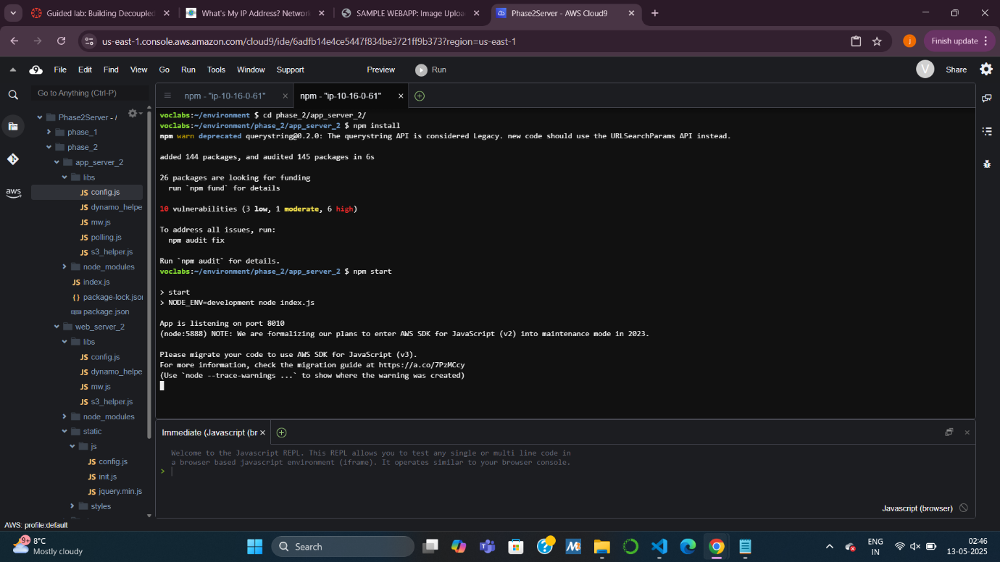 Guided lab: Building Decoupled
What's My IP Address? Network
SAMPLE WEBAPP: Image Uploa
Phase2Server - AWS Cloud9
us-east-1.console.aws.amazon.com/cloud9/ide/6adfb14e4ce5447f834be3721ff9b373?region=us-east-1
j
Finish update
9
File Edit Find View Go Run Tools Window Support Preview Run
V
Share
Go to Anything (Ctrl-P)
npm - "ip-10-16-0-61"
npm - "ip-10-16-0-61"
Phase2Server - /
phase_1
phase_2
app_server_2
libs
JS config.js
JS dynamo_helpe
JS mw.js
JS polling.js
JS s3_helper.js
node_modules
JS index.js
{} package-lock.json
npm package.json
web_server_2
libs
JS config.js
JS dynamo_helpe
JS mw.js
JS s3_helper.js
node_modules
static
js
JS config.js
JS init.js
JS jquery.min.js
styles
aws
voclabs:~/environment $ cd phase_2/app_server_2/
voclabs:~/environment/phase_2/app_server_2 $ npm install
npm warn deprecated querystring@0.2.0: The querystring API is considered Legacy. new code should use the URLSearchParams API instead.
added 144 packages, and audited 145 packages in 6s
26 packages are looking for funding
run `npm fund` for details
10 vulnerabilities (3 low, 1 moderate, 6 high)
To address all issues, run:
npm audit fix
Run `npm audit` for details.
voclabs:~/environment/phase_2/app_server_2 $ npm start
> start
> NODE_ENV=development node index.js
App is listening on port 8010
(node:5888) NOTE: We are formalizing our plans to enter AWS SDK for JavaScript (v2) into maintenance mode in 2023.
Please migrate your code to use AWS SDK for JavaScript (v3).
For more information, check the migration guide at https://a.co/7PzMCcy
(Use `node --trace-warnings ...` to show where the warning was created)
Immediate (Javascript (br
Welcome to the Javascript REPL. This REPL allows you to test any single or multi line code in
a browser based javascript environment (iframe). It operates similar to your browser console.
>
Javascript (browser)
AWS: profile:default
9+
8°C
Mostly cloudy
Search
ENG
IN
02:46
13-05-2025